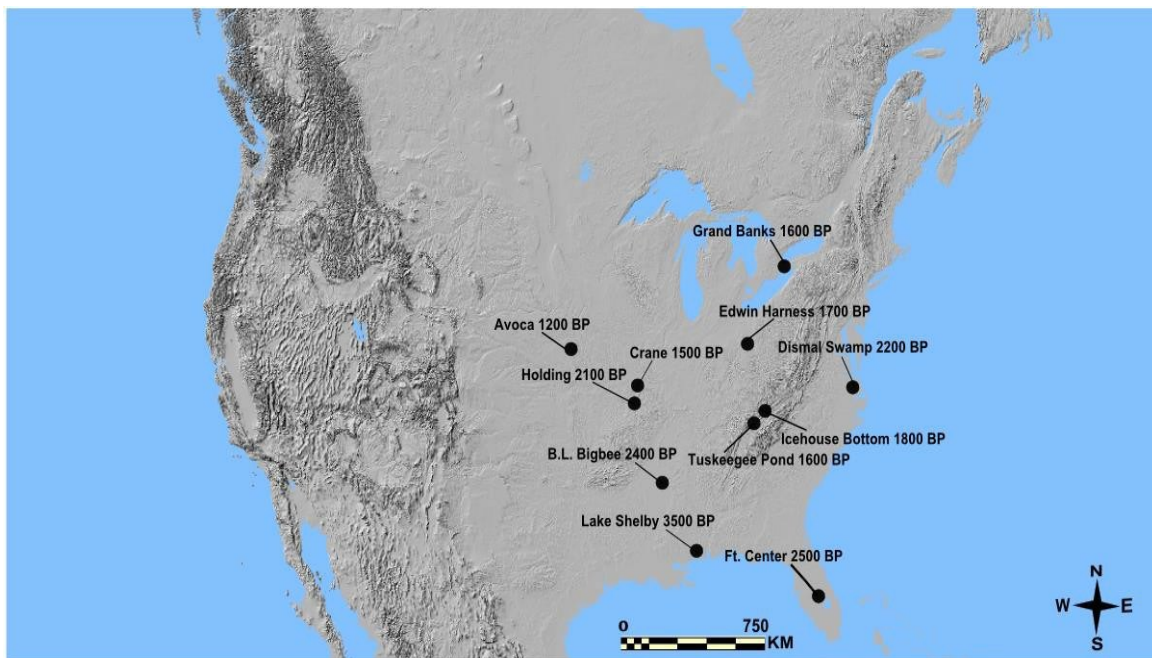 Grand Banks 1600 BP
Edwin Harness 1700 BP
Avoca 1200 BP
Dismal Swamp 2200 BP
Crane 1500 BP
Holding 2100 BP
Icehouse Bottom 1800 BP
B.L. Bigbee 2400 BP
Tuskeegee Pond 1600 BP
Lake Shelby 3500 BP
Ft. Center 2500 BP
N
W E
S
0 750
KM